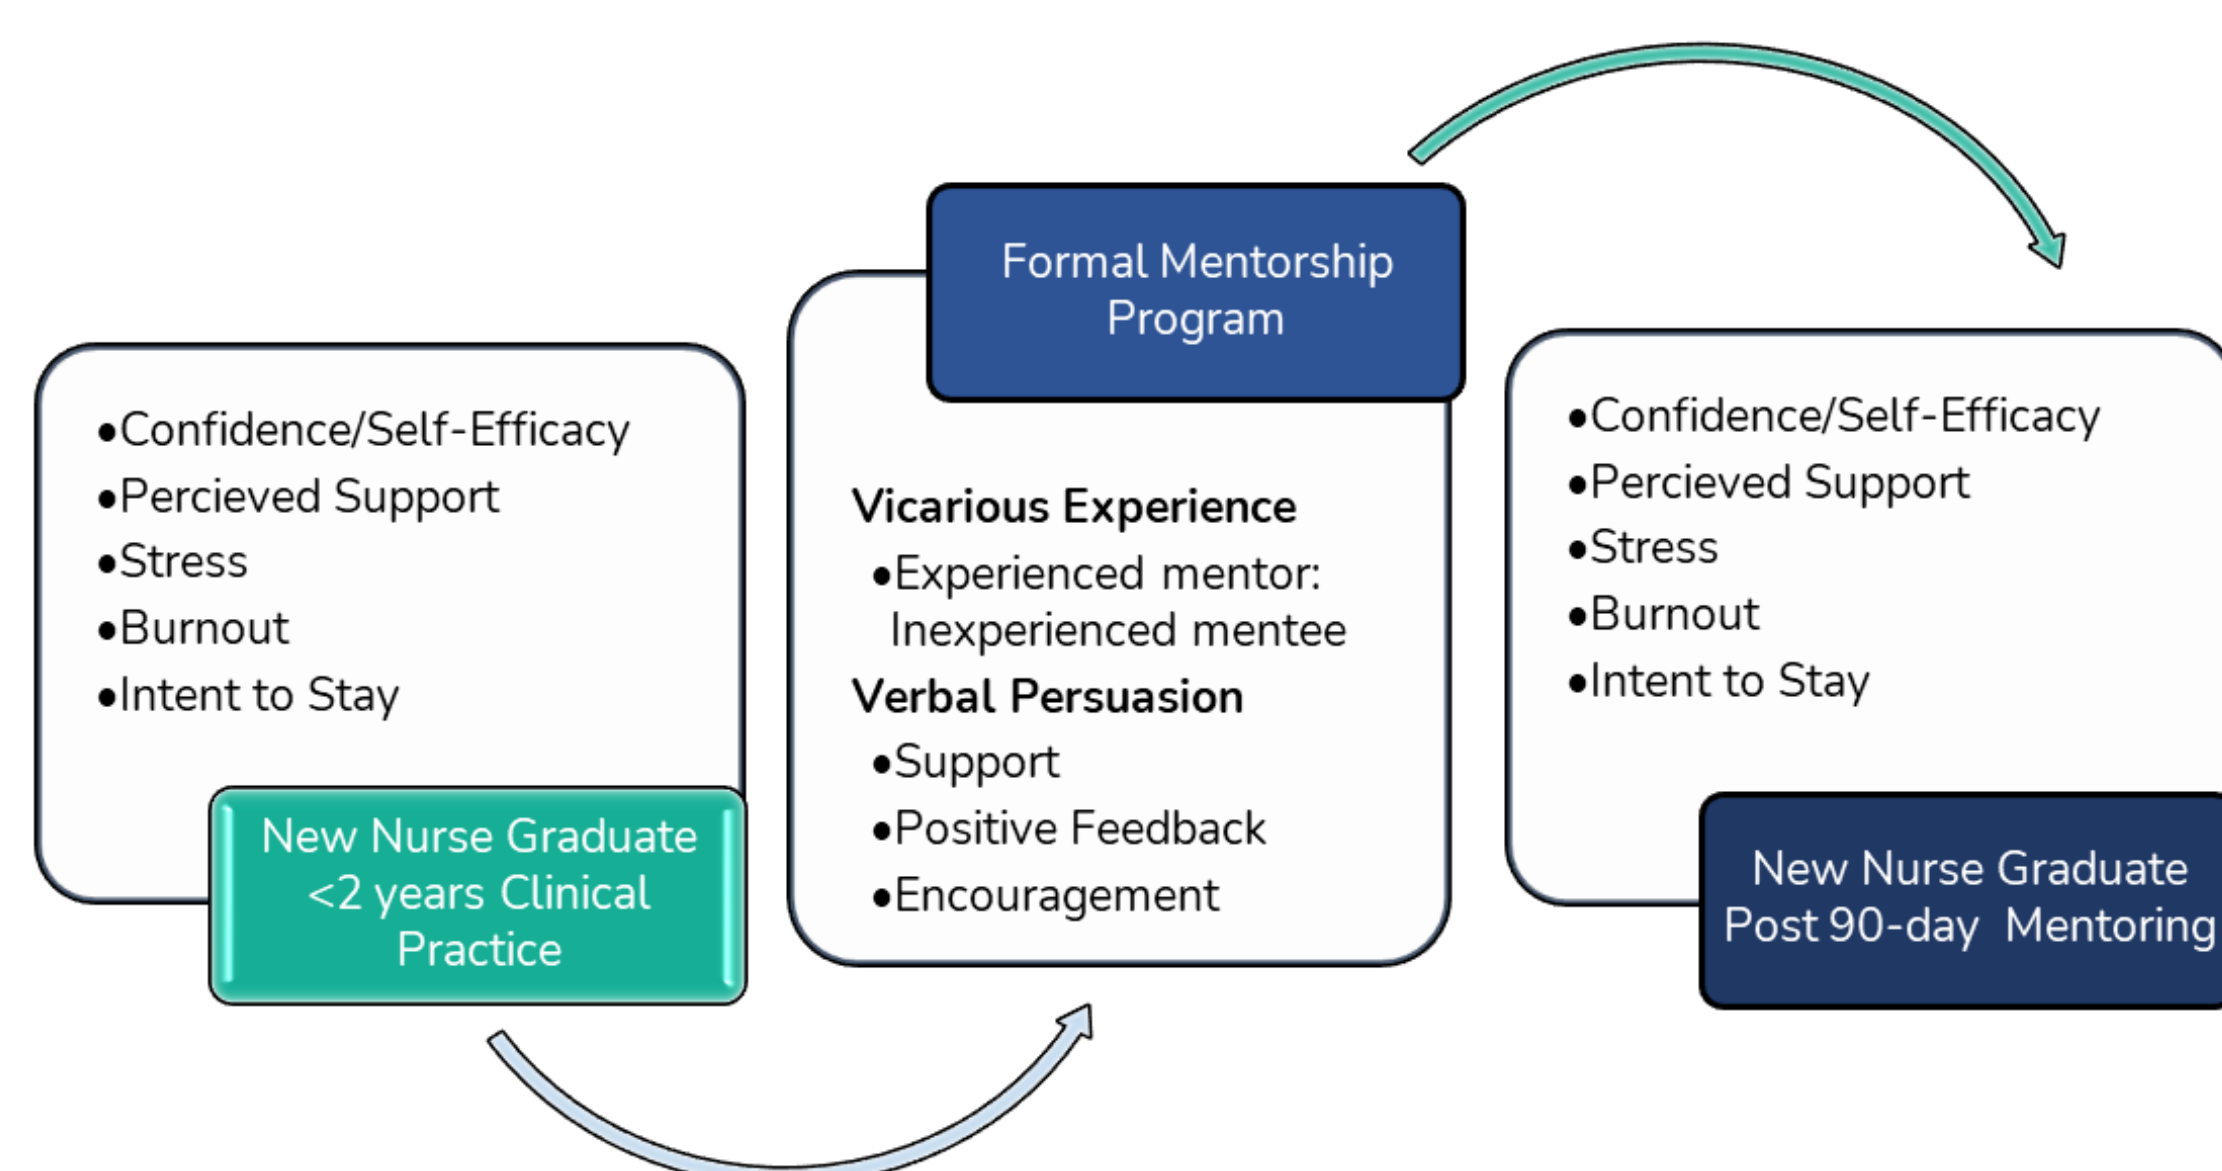 •Confidence/Self-Efficacy
•Percieved Support
•Stress
•Burnout
•Intent to Stay
New Nurse Graduate
<2 years Clinical
Practice
Formal Mentorship
Program
Vicarious Experience
•Experienced mentor:
Inexperienced mentee
Verbal Persuasion
•Support
•Positive Feedback
•Encouragement
•Confidence/Self-Efficacy
•Percieved Support
•Stress
•Burnout
•Intent to Stay
New Nurse Graduate
Post 90-day  Mentoring